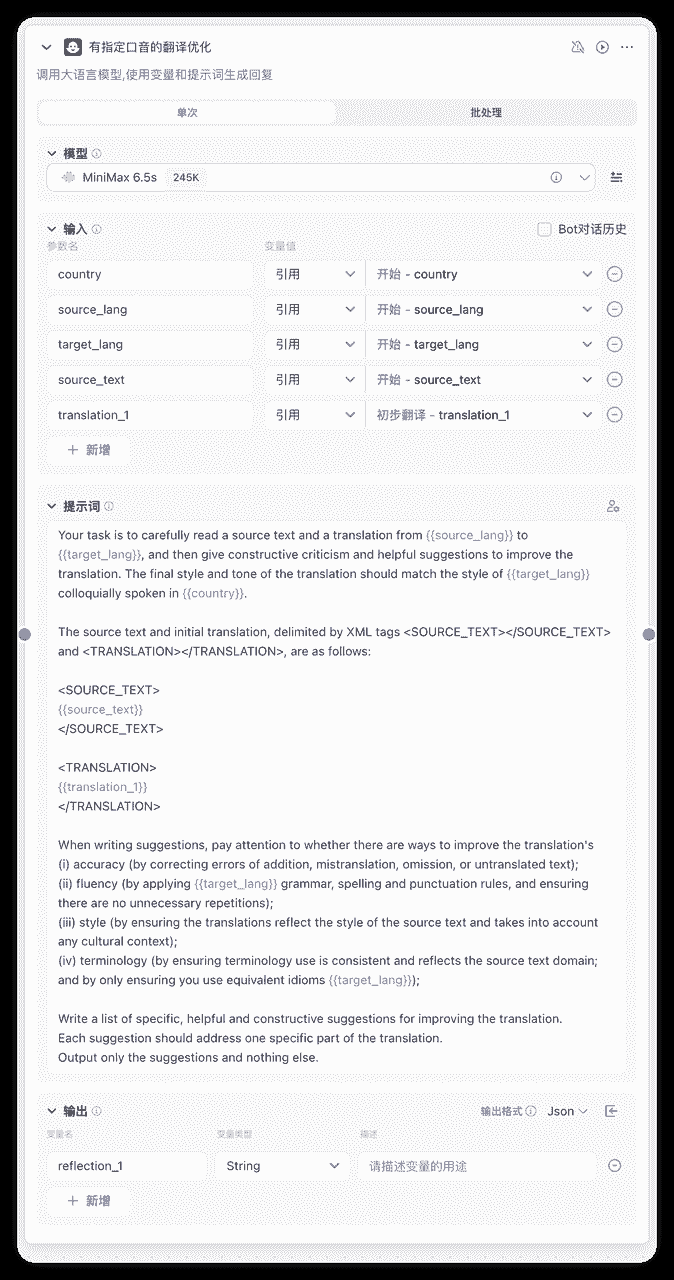 有指定口音的翻译优化
调用大语言模型,使用变量和提示词生成回复
单次 批处理
模型
MiniMax 6.5s 245K
输入 Bot对话历史
参数名 变量值
country 引用 开始 - country
source_lang 引用 开始 - source_lang
target_lang 引用 开始 - target_lang
source_text 引用 开始 - source_text
translation_1 引用 初步翻译 - translation_1
+ 新增
提示词
Your task is to carefully read a source text and a translation from {{source_lang}} to
{{target_lang}}, and then give constructive criticism and helpful suggestions to improve the
translation. The final style and tone of the translation should match the style of {{target_lang}}
colloquially spoken in {{country}}.
The source text and initial translation, delimited by XML tags <SOURCE_TEXT></SOURCE_TEXT>
and <TRANSLATION></TRANSLATION>, are as follows:
<SOURCE_TEXT>
{{source_text}}
</SOURCE_TEXT>
<TRANSLATION>
{{translation_1}}
</TRANSLATION>
When writing suggestions, pay attention to whether there are ways to improve the translation's
(i) accuracy (by correcting errors of addition, mistranslation, omission, or untranslated text);
(ii) fluency (by applying {{target_lang}} grammar, spelling and punctuation rules, and ensuring
there are no unnecessary repetitions);
(iii) style (by ensuring the translations reflect the style of the source text and takes into account
any cultural context);
(iv) terminology (by ensuring terminology use is consistent and reflects the source text domain;
and by only ensuring you use equivalent idioms {{target_lang}});
Write a list of specific, helpful and constructive suggestions for improving the translation.
Each suggestion should address one specific part of the translation.
Output only the suggestions and nothing else.
输出 输出格式 Json
变量名 变量类型 描述
reflection_1 String 请描述变量的用途
+ 新增